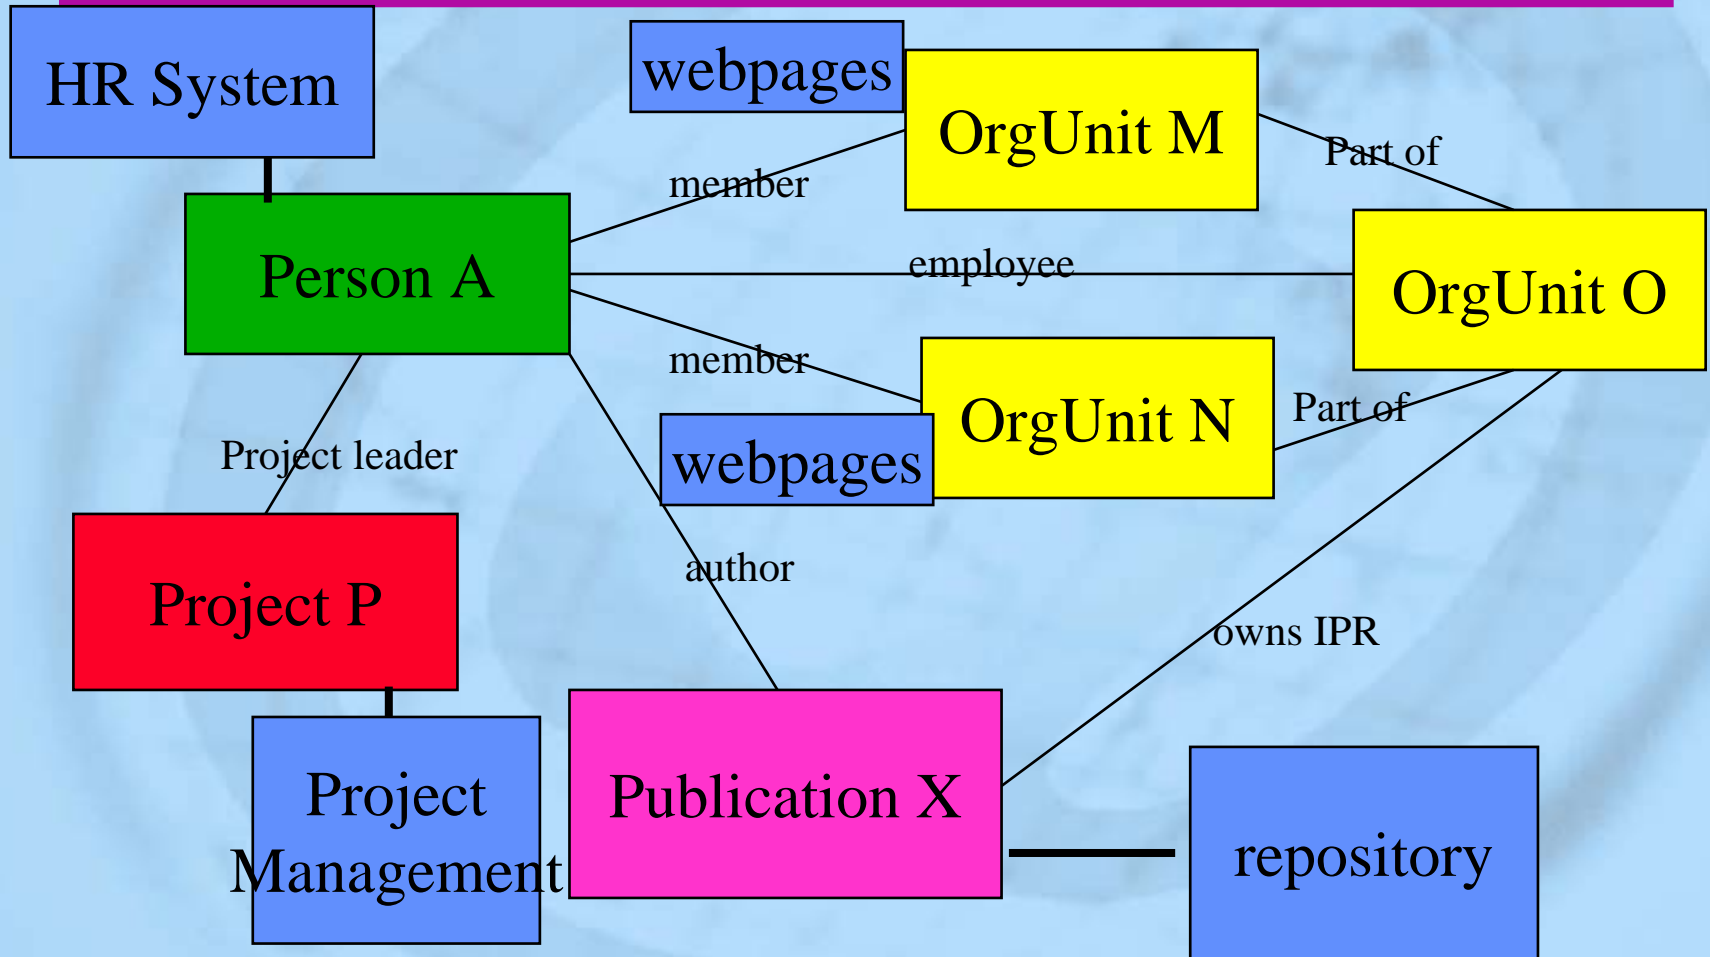 HR System
webpages
OrgUnit M
Part of
member
Person A
employee
OrgUnit O
member
OrgUnit N
Part of
webpages
Project leader
author
Project P
owns IPR
Project
Management
Publication X
repository